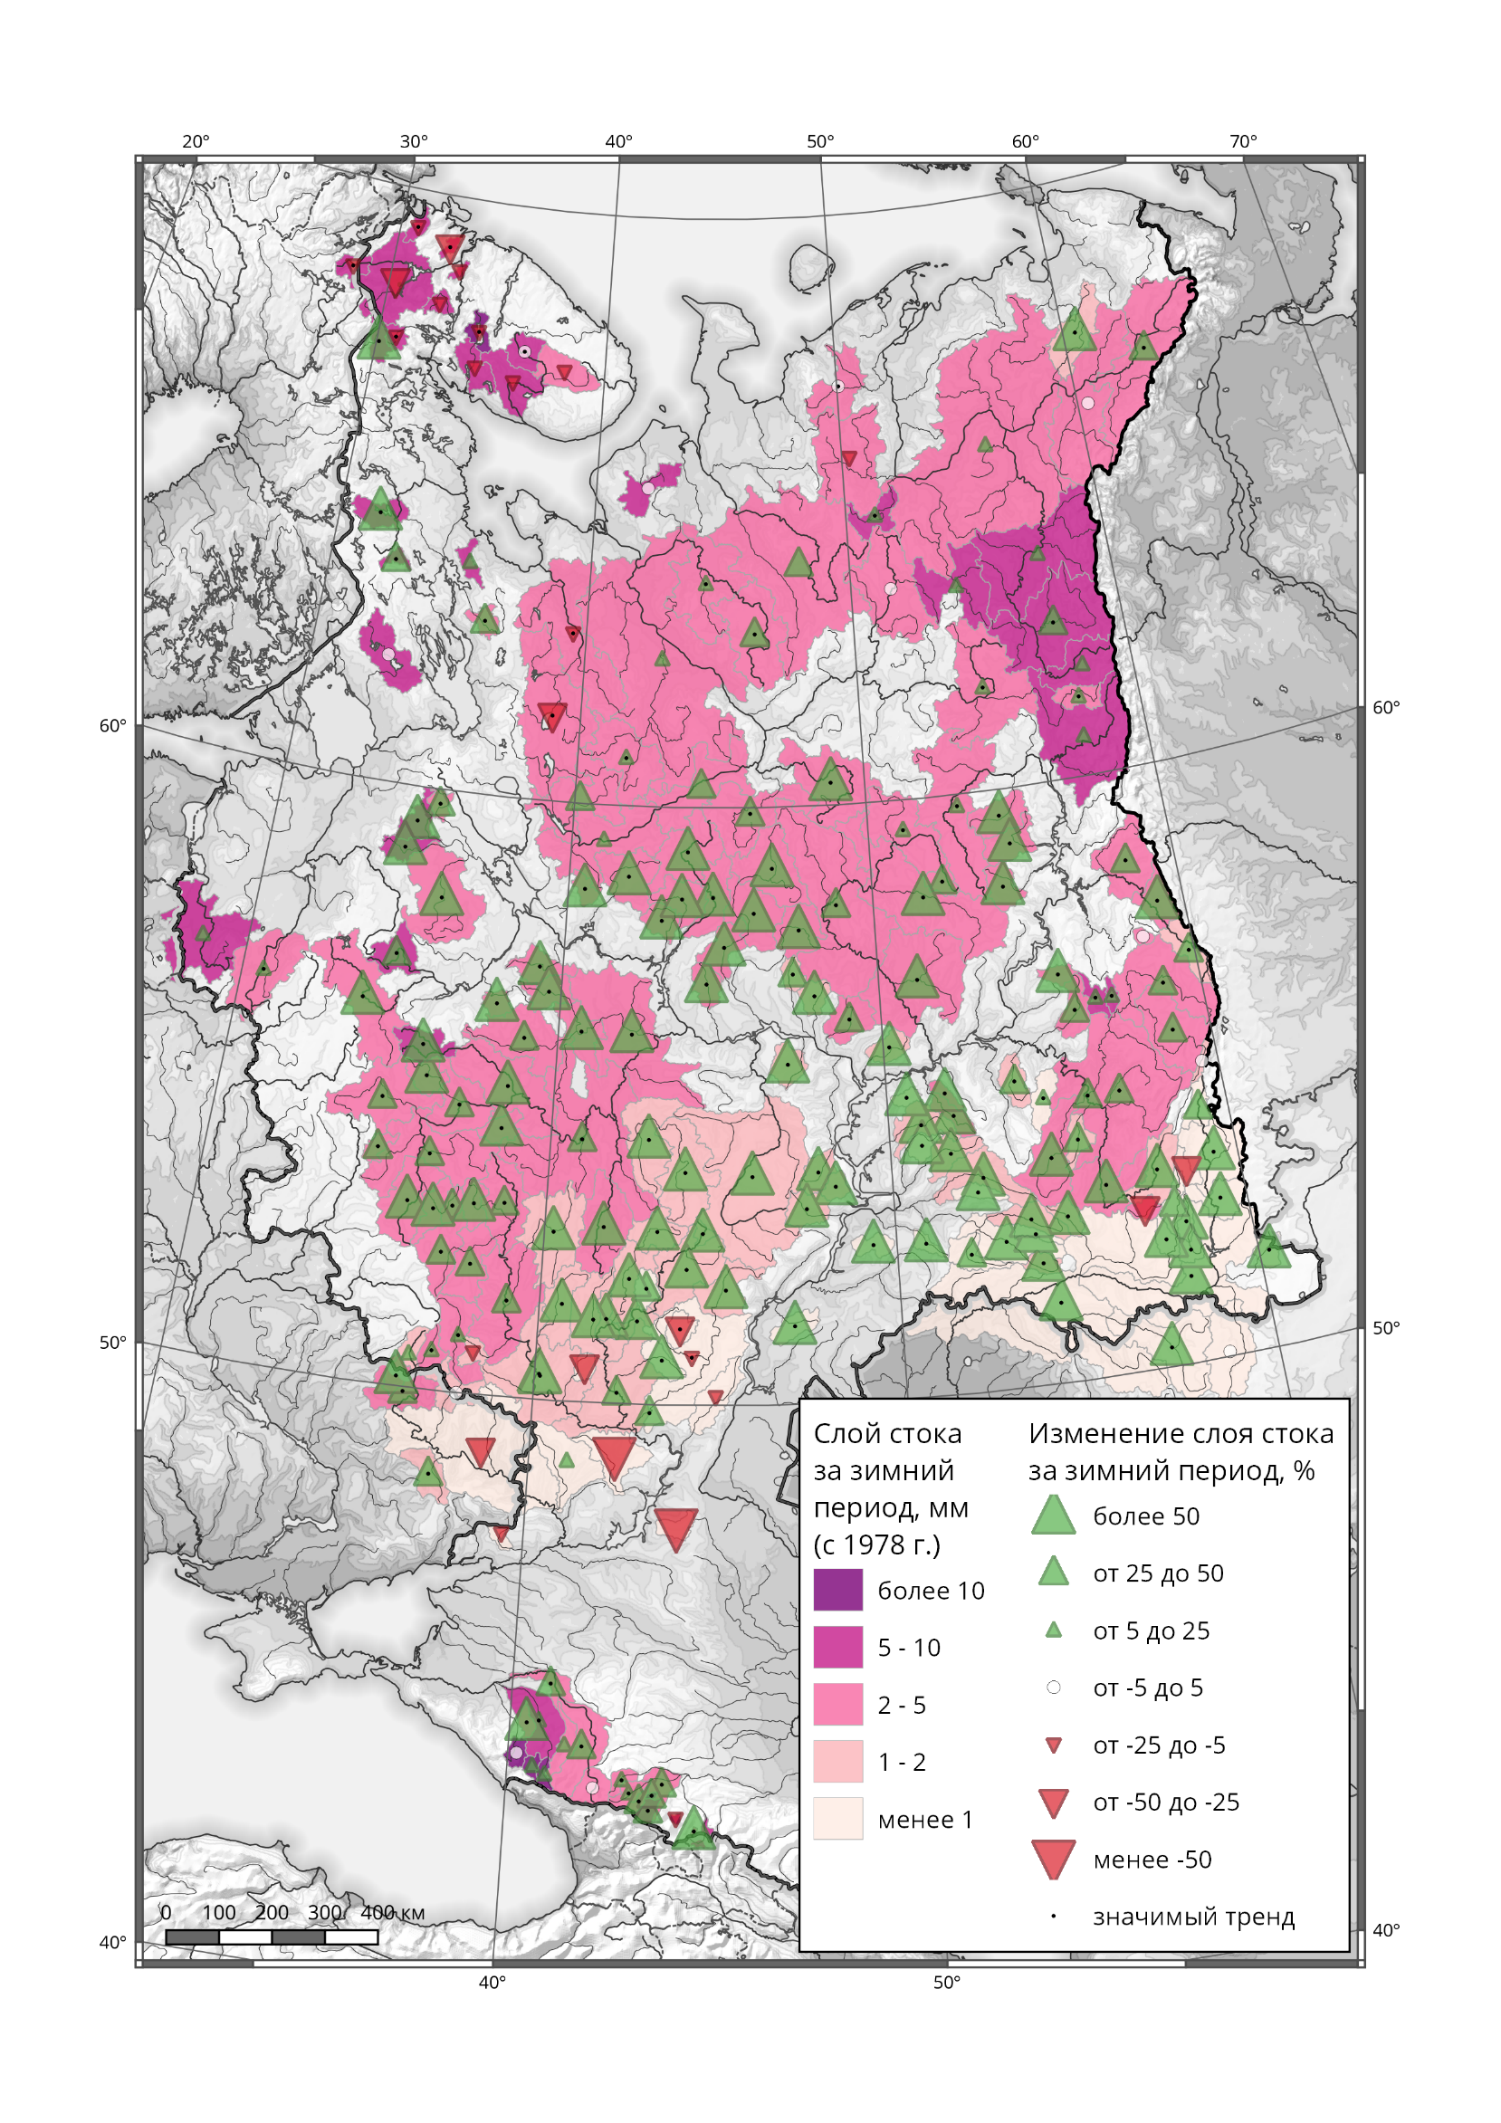 20°
30°
40°
50°
60°
70°
60°
60°
50°
50°
40°
40°
40°
50°
0 100 200 300 400 км
Слой стока
за зимний
период, мм
(с 1978 г.)
более 10
5 - 10
2 - 5
1 - 2
менее 1
Изменение слоя стока
за зимний период, %
более 50
от 25 до 50
от 5 до 25
от -5 до 5
от -25 до -5
от -50 до -25
менее -50
значимый тренд